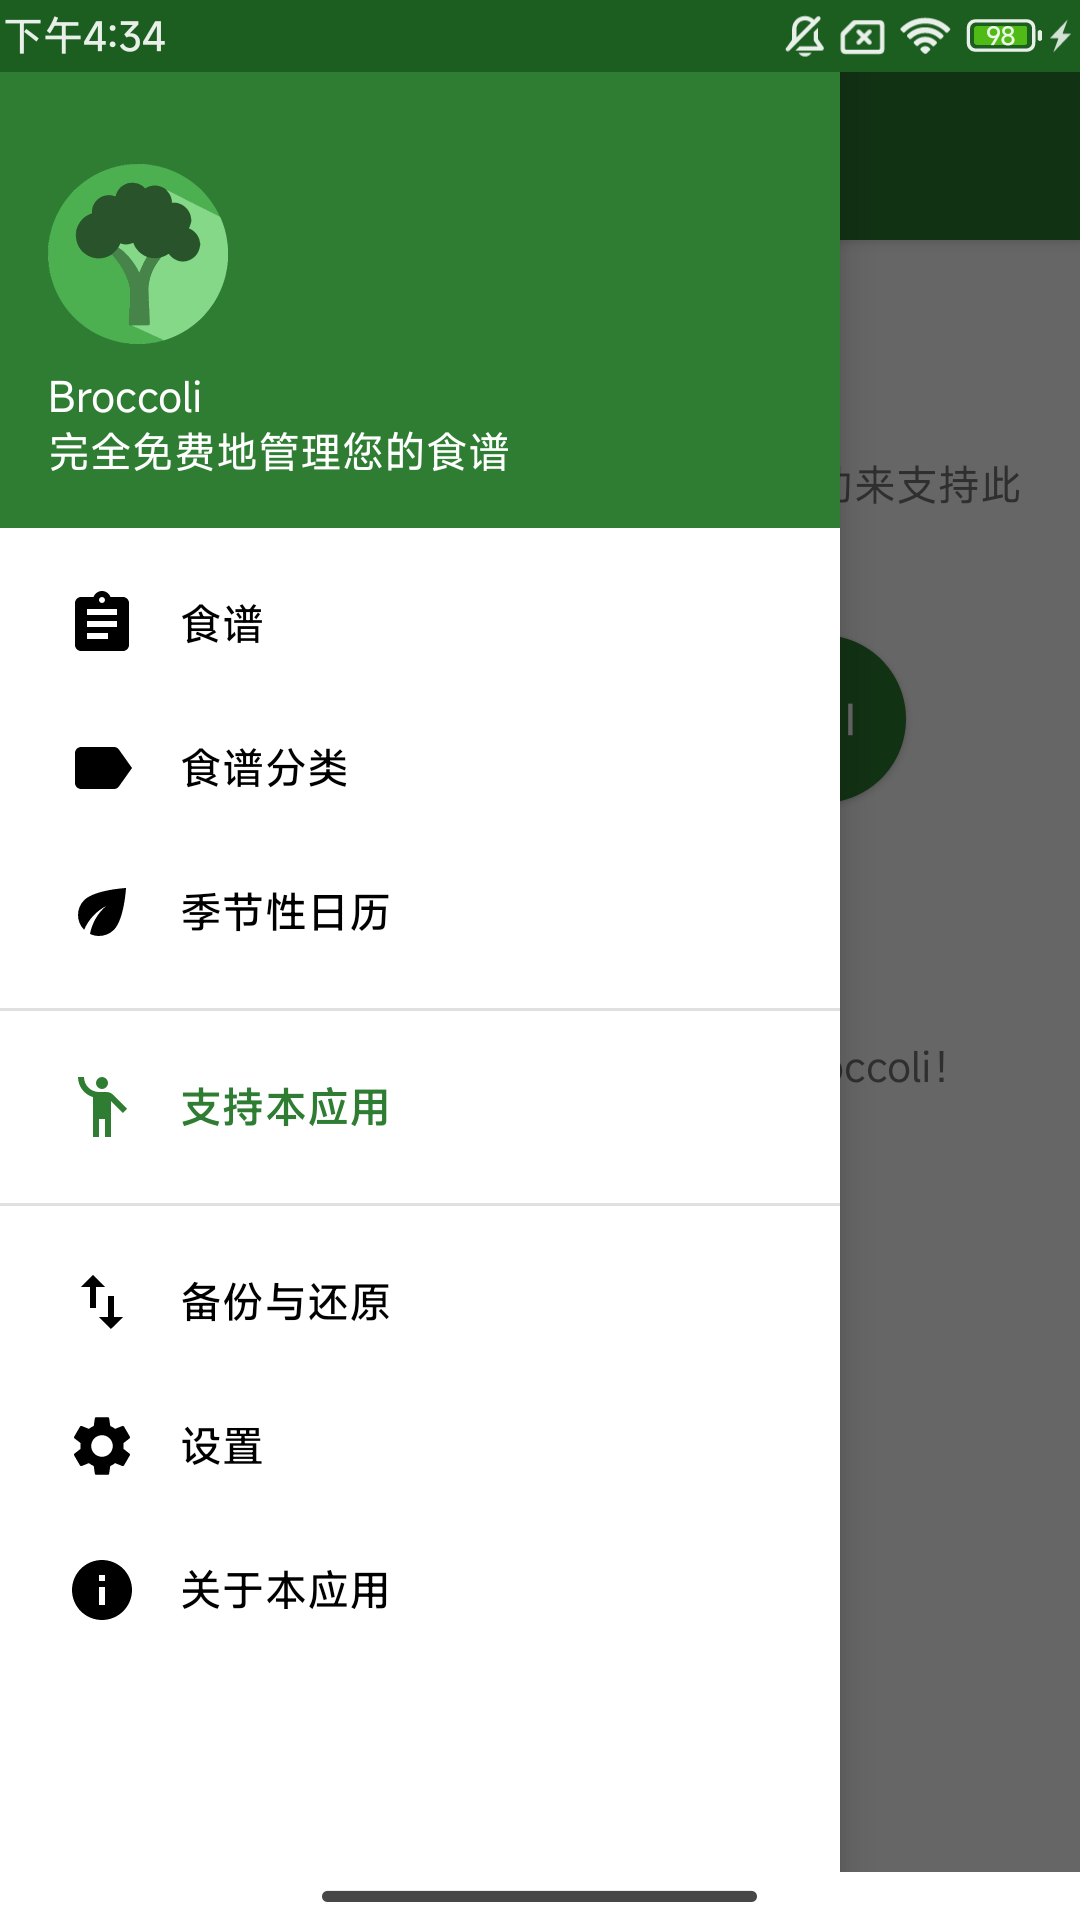 下午4:34
98
Broccoli
完全免费地管理您的食谱
来支持此
食谱
食谱分类
季节性日历
ccoli!
支持本应用
备份与还原
设置
关于本应用